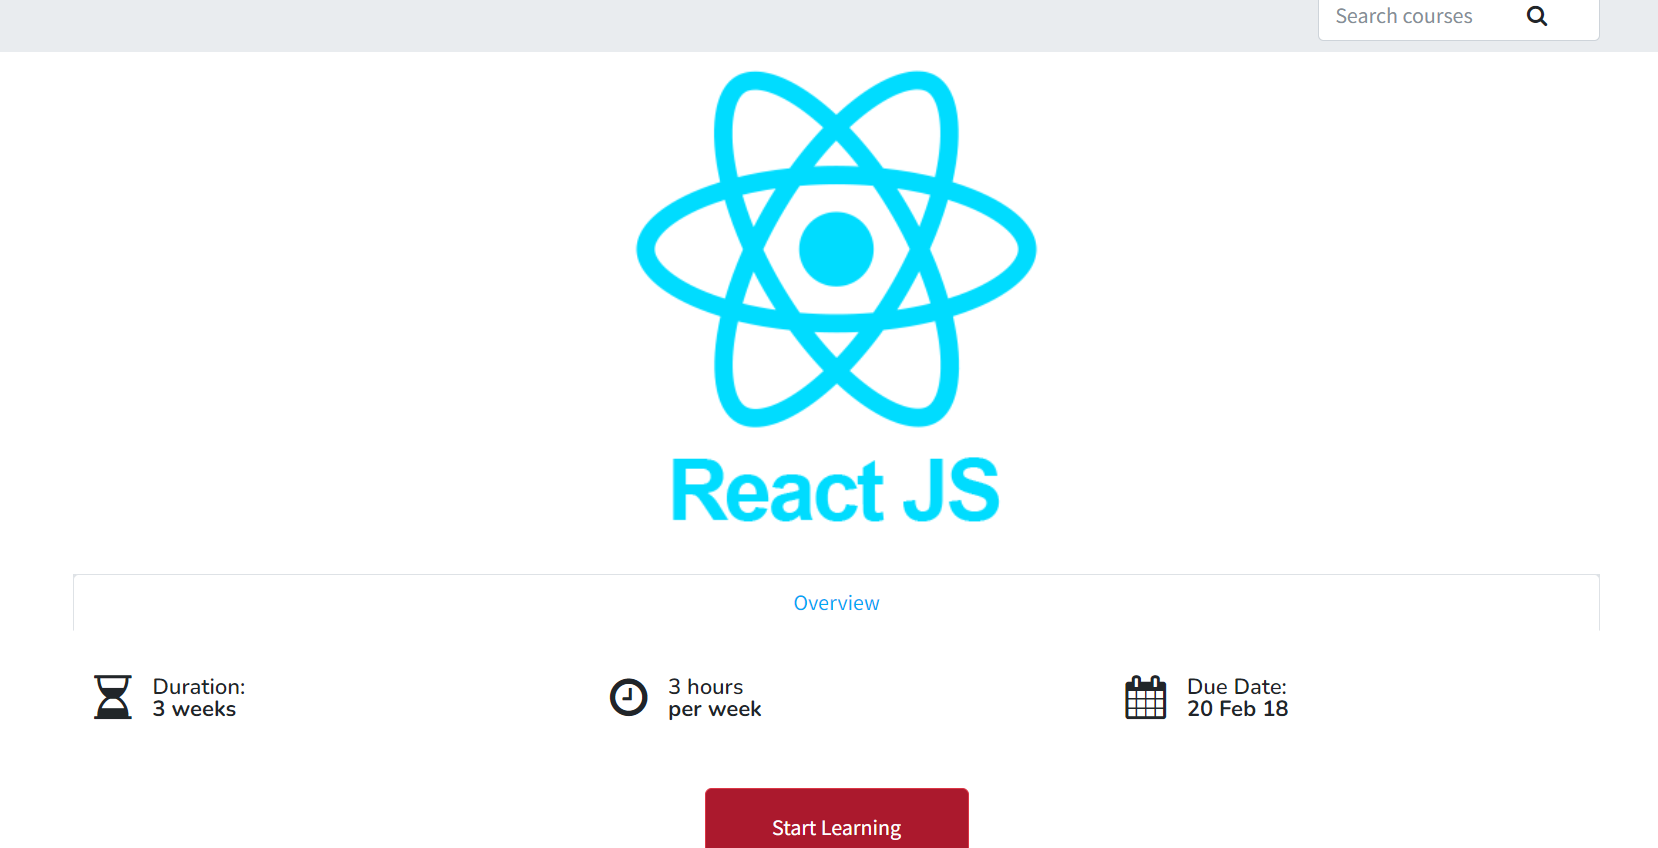 Search courses
React JS
Overview
Duration:
3 weeks
3 hours
per week
Due Date:
20 Feb 18
Start Learning